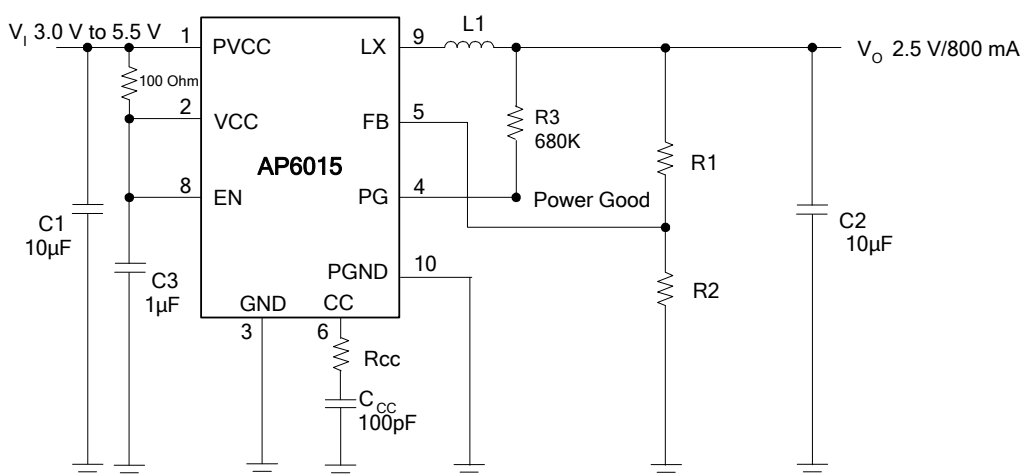 V_I 3.0 V to 5.5 V
1
PVCC
LX
9
L1
V_O 2.5 V/800 mA
100 Ohm
2
VCC
FB
5
R3
680K
R1
AP6015
8
EN
PG
4
Power Good
C1
10µF
C2
10µF
C3
1µF
PGND
10
R2
GND
CC
3
6
Rcc
C_CC
100pF